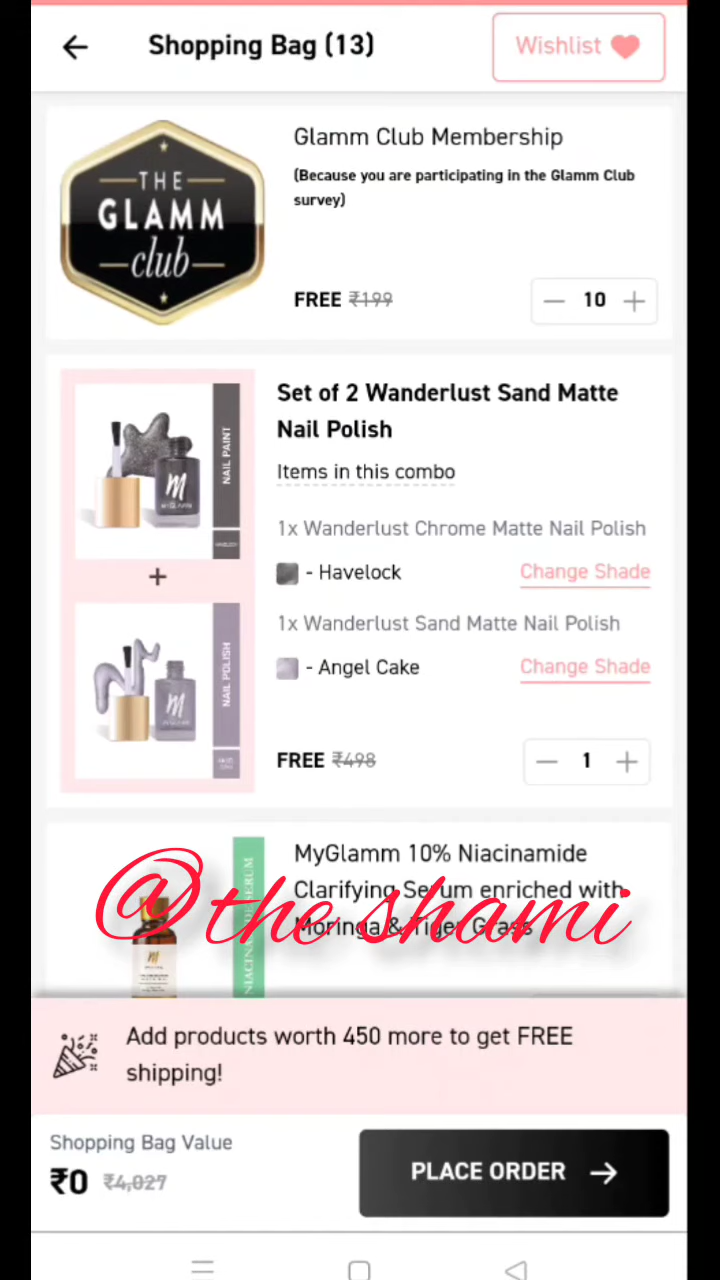 Shopping Bag (13)
Wishlist
THE
GLAMM
club
Glamm Club Membership
(Because you are participating in the Glamm Club
survey)
FREE ₹199
10
Set of 2 Wanderlust Sand Matte
Nail Polish
Items in this combo
NAIL PAINT
1x Wanderlust Chrome Matte Nail Polish
- Havelock
Change Shade
+
1x Wanderlust Sand Matte Nail Polish
NAIL POLISH
- Angel Cake
Change Shade
FREE ₹498
1
MyGlamm 10% Niacinamide
Clarifying Serum enriched with
Moringa & Tiger Grass
@the shami
Add products worth 450 more to get FREE
shipping!
Shopping Bag Value
₹0 ₹4,027
PLACE ORDER